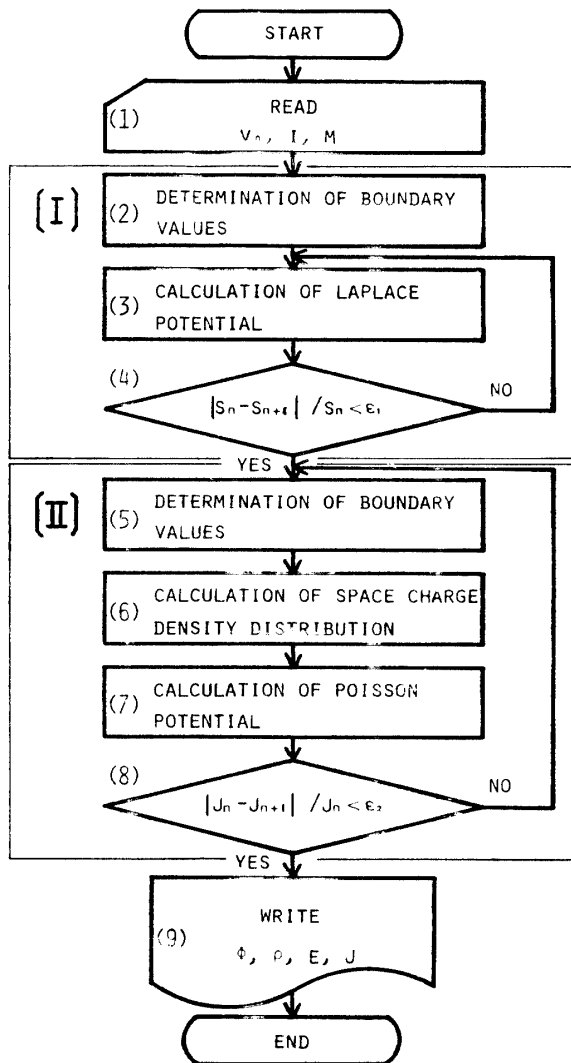 START
(1) READ
Vn, I, M
[I]
(2) DETERMINATION OF BOUNDARY
VALUES
(3) CALCULATION OF LAPLACE
POTENTIAL
(4)
|Sn-Sn+1| /Sn<ε1
NO
YES
[II]
(5) DETERMINATION OF BOUNDARY
VALUES
(6) CALCULATION OF SPACE CHARGE
DENSITY DISTRIBUTION
(7) CALCULATION OF POISSON
POTENTIAL
(8)
|Jn-Jn+1| /Jn<ε2
NO
YES
(9) WRITE
Φ, ρ, E, J
END